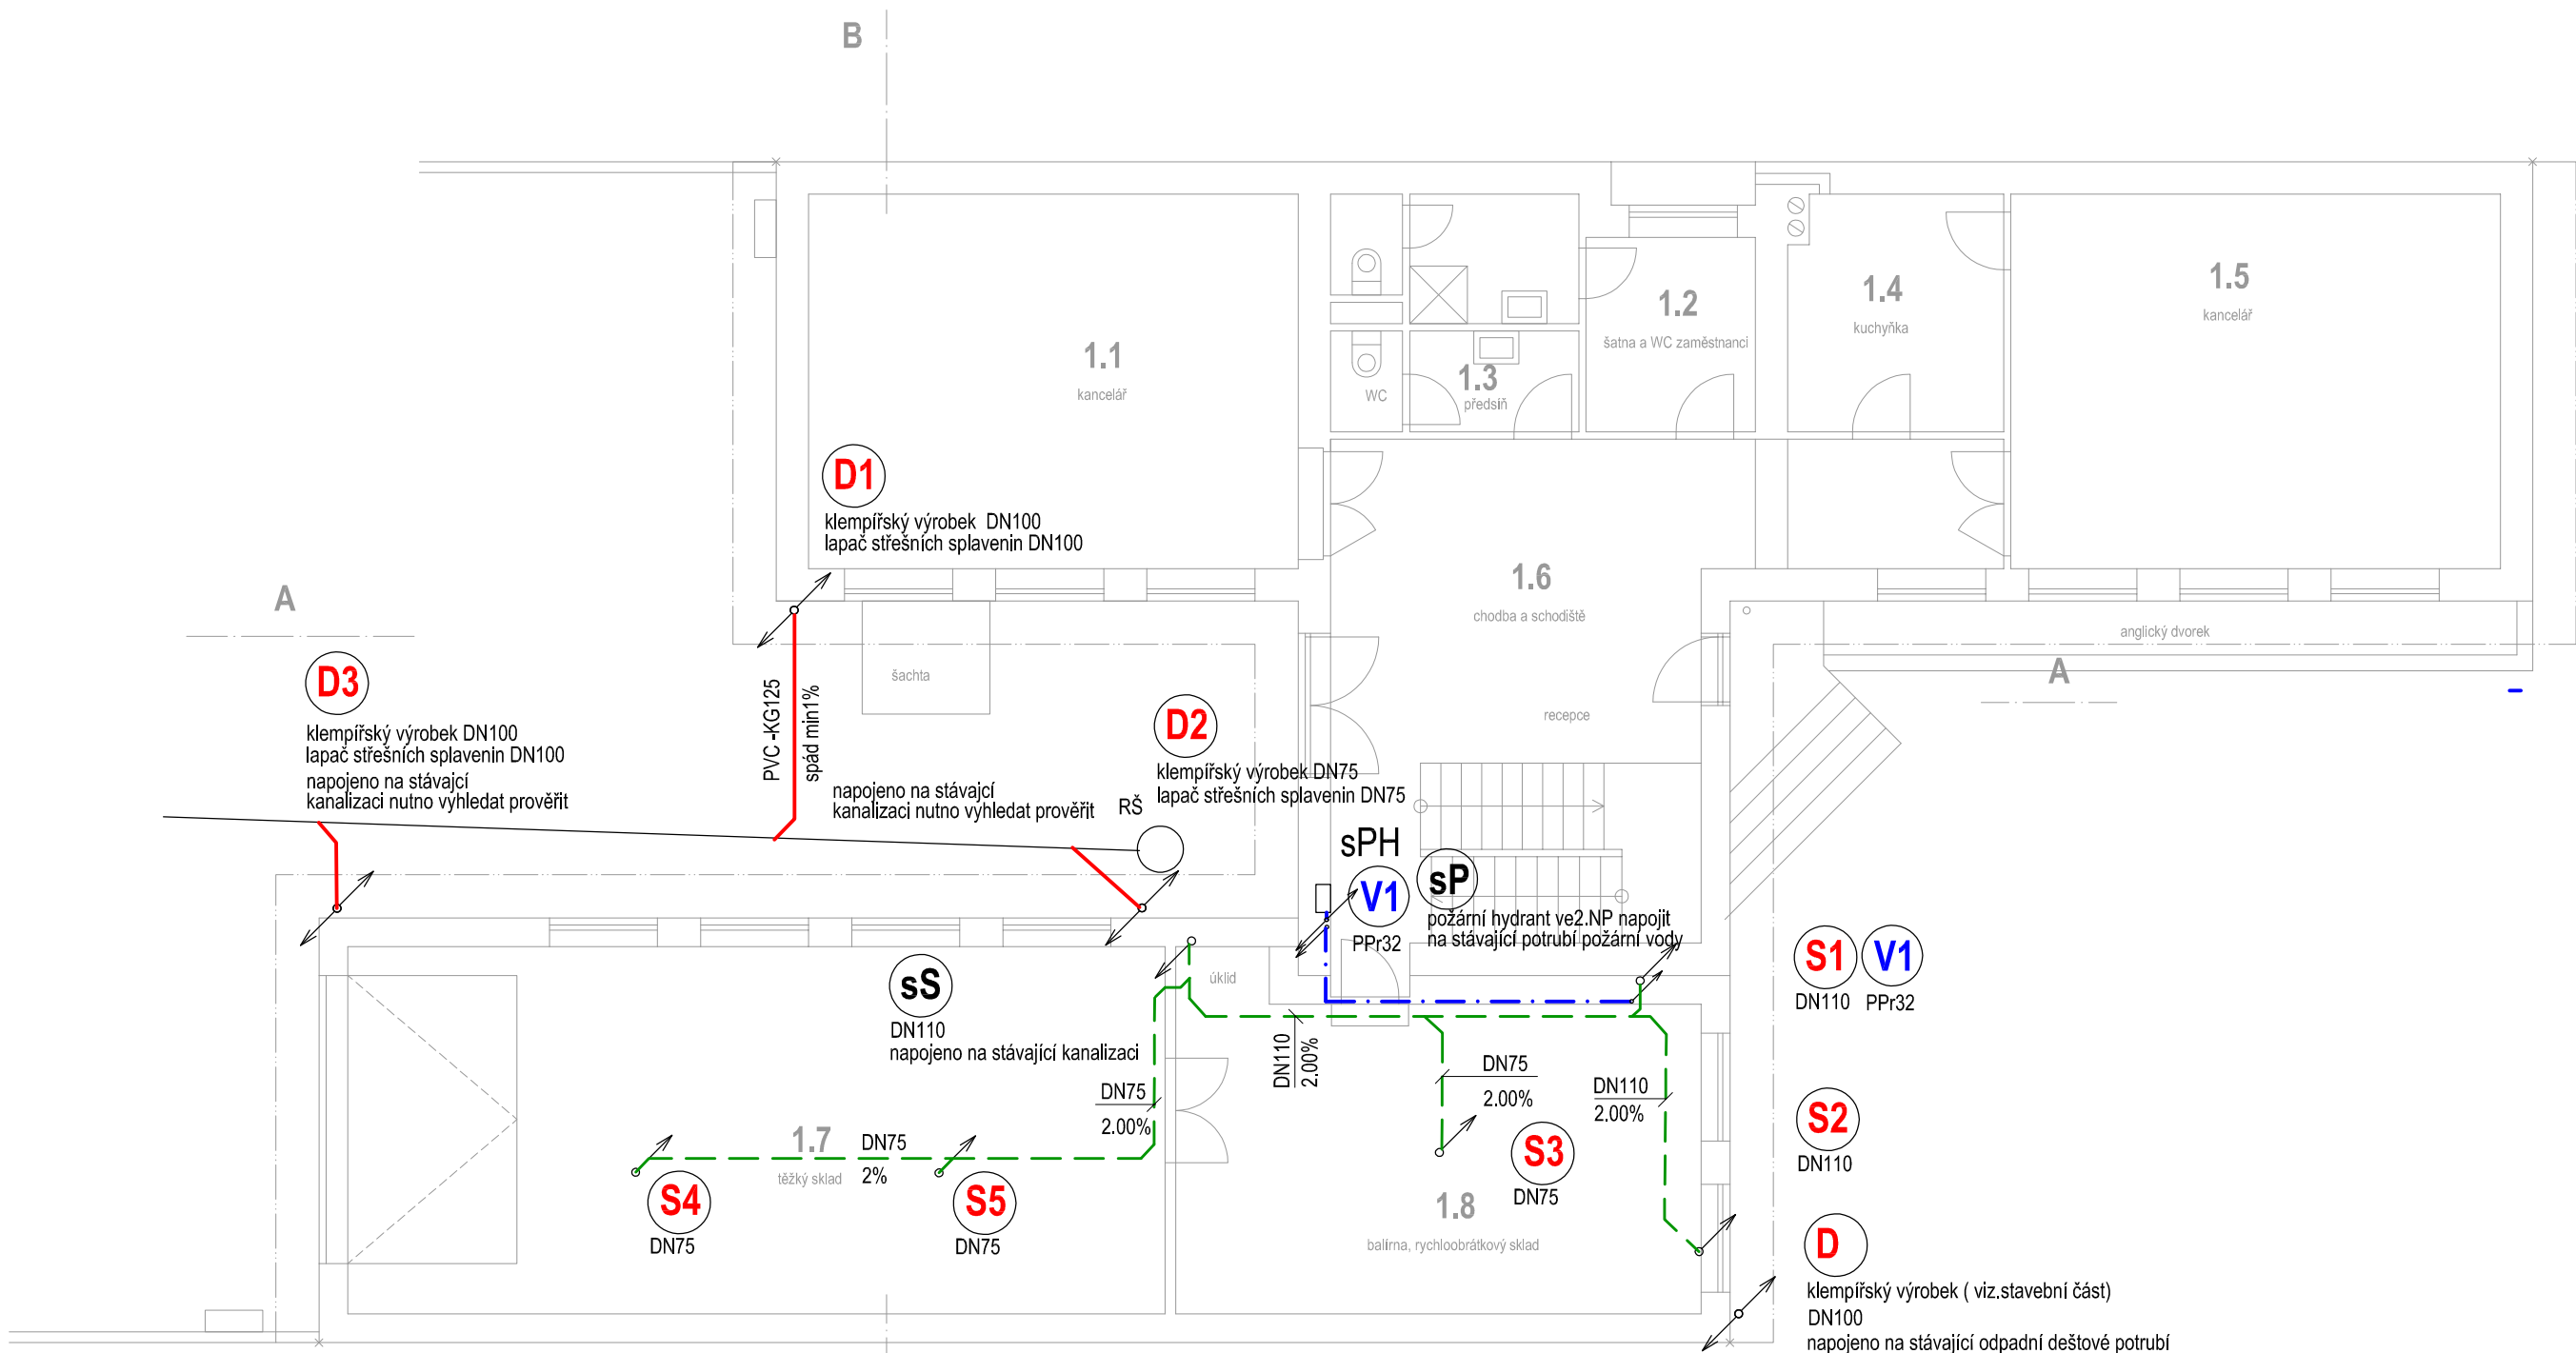 B
1.1
kancelář
1.2
šatna a WC zaměstnanci
1.3
předsíň
WC
1.4
kuchyňka
1.5
kancelář
D1
klempířský výrobek  DN100
lapač střešních splavenin DN100
A
1.6
chodba a schodiště
anglický dvorek
A
šachta
recepce
D3
klempířský výrobek DN100
lapač střešních splavenin DN100
napojeno na stávajcí
kanalizaci nutno vyhledat prověřit
PVC -KG125
spád min1%
napojeno na stávajcí
kanalizaci nutno vyhledat prověřit
RŠ
D2
klempířský výrobek DN75
lapač střešních splavenin DN75
sPH
V1
PPr32
sP
požární hydrant ve2.NP napojit
na stávající potrubí požární vody
S1
DN110
V1
PPr32
sS
DN110
napojeno na stávající kanalizaci
úklid
DN110
2.00%
DN75
2.00%
DN75
2.00%
DN110
2.00%
S2
DN110
1.7
těžký sklad
DN75
2%
S4
DN75
S5
DN75
S3
DN75
1.8
balírna, rychloobrátkový sklad
D
klempířský výrobek ( viz.stavební část)
DN100
napojeno na stávající odpadní deštové potrubí